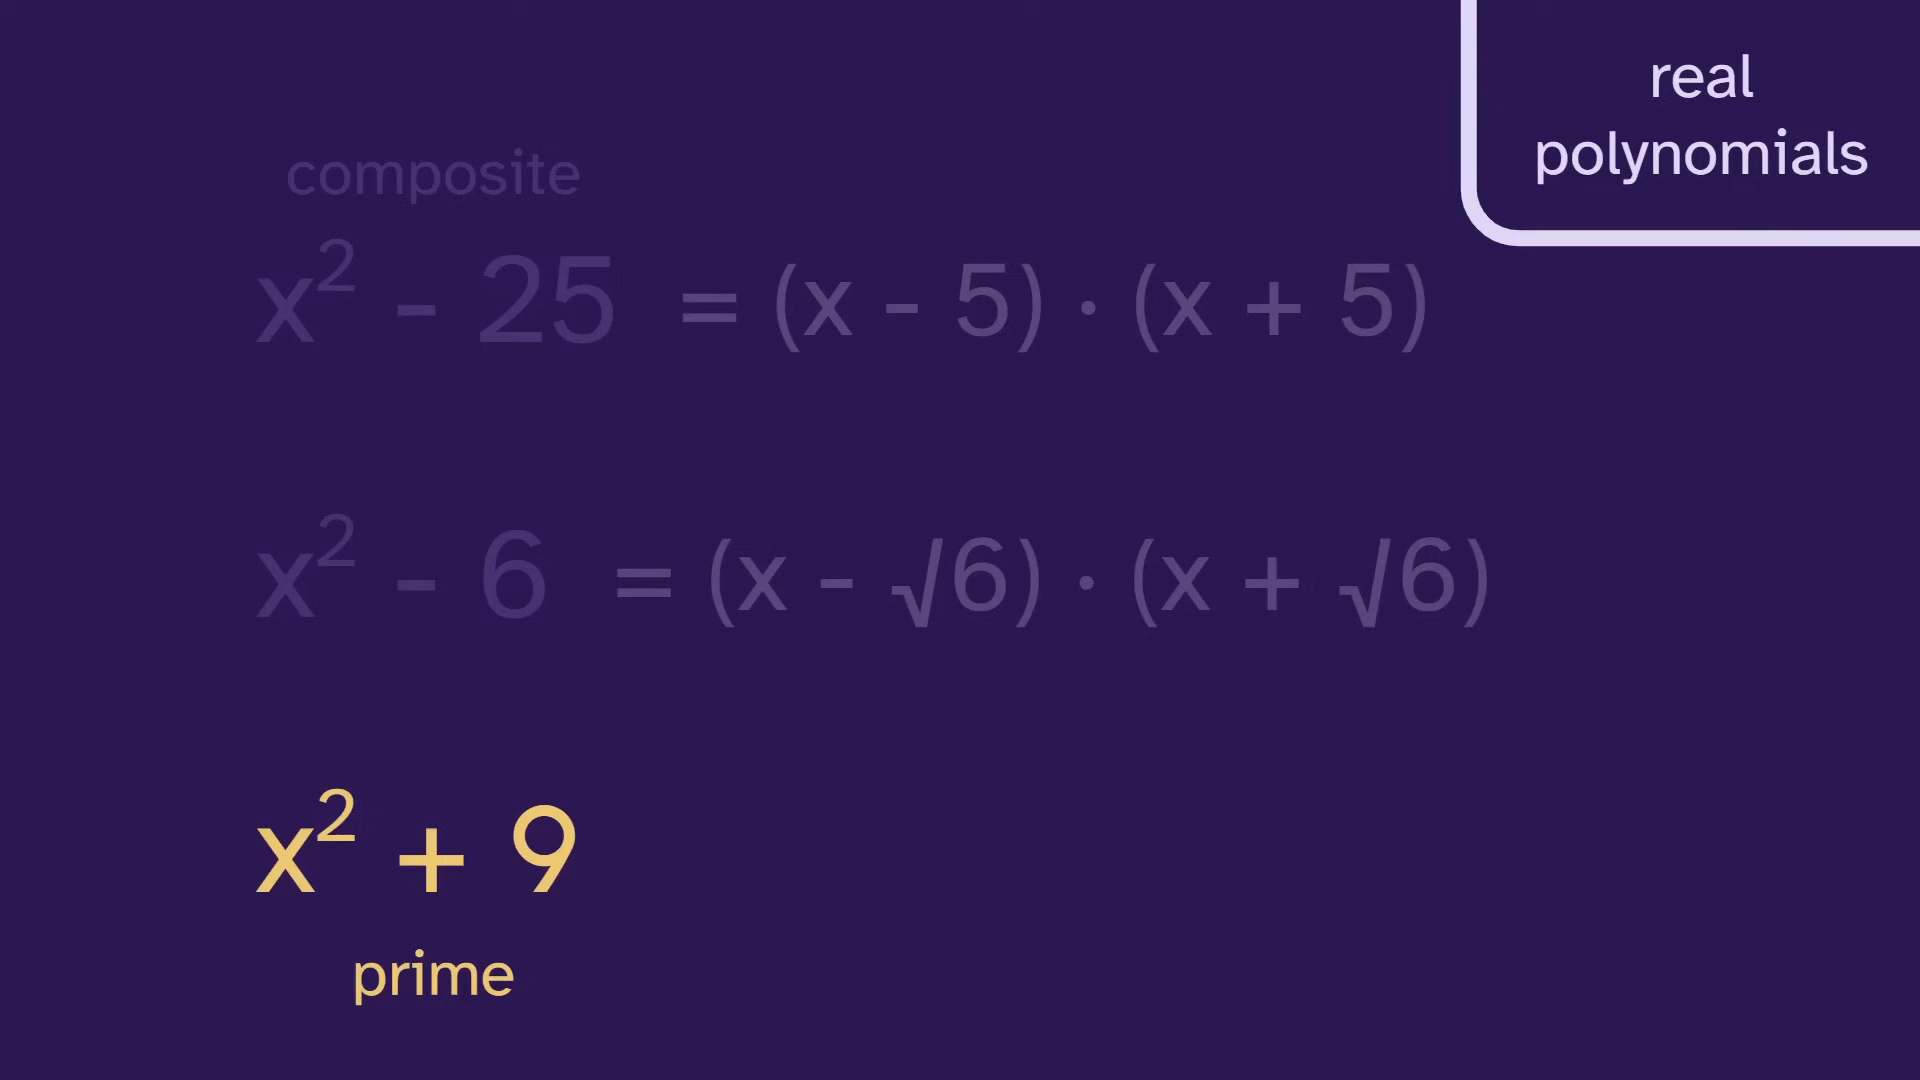 real
polynomials
composite
x² - 25 = (x - 5) · (x + 5)
x² - 6 = (x - √6) · (x + √6)
x² + 9
prime